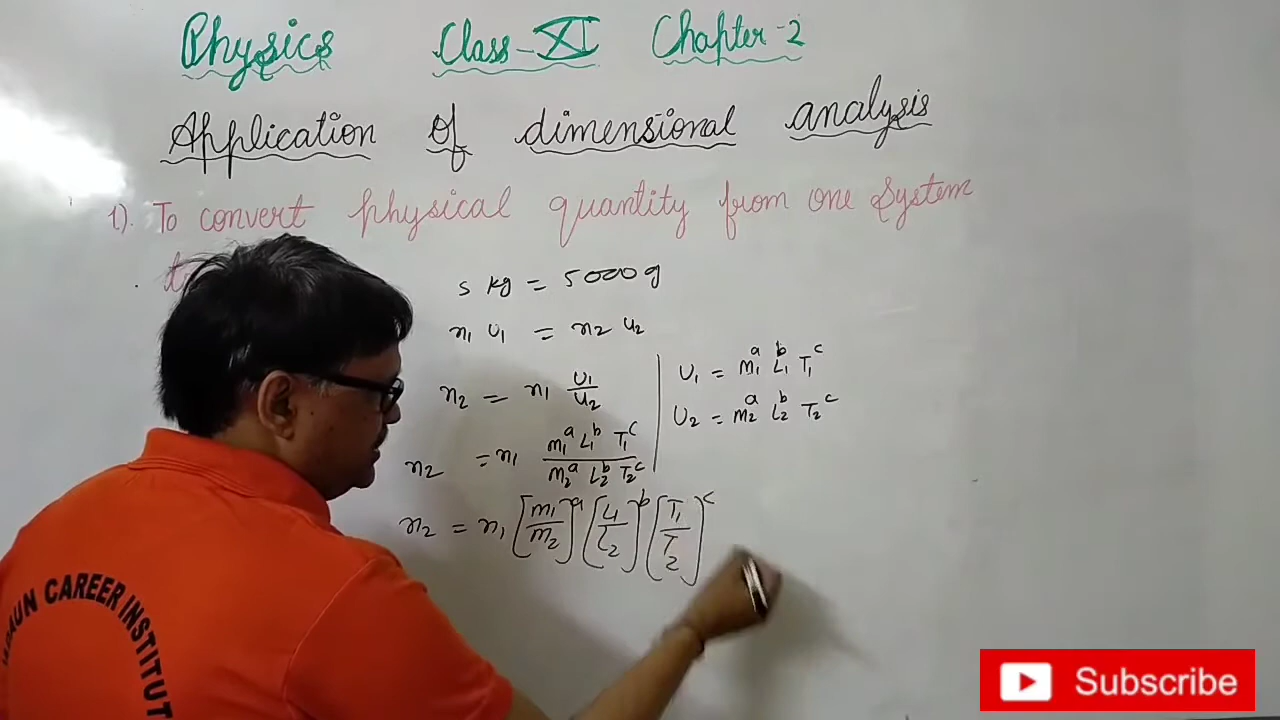 Physics Class-XI Chapter-2
Application of dimensional analysis
1). To convert physical quantity from one System
5 kg = 5000 g
n1 U1 = n2 U2
n2 = n1 U1/U2
U1 = M1^a L1^b T1^c
U2 = M2^a L2^b T2^c
n2 = n1 M1^a L1^b T1^c / M2^a L2^b T2^c
n2 = n1 [M1/M2]^a [L1/L2]^b [T1/T2]^c
CAREER INSTITUT
Subscribe